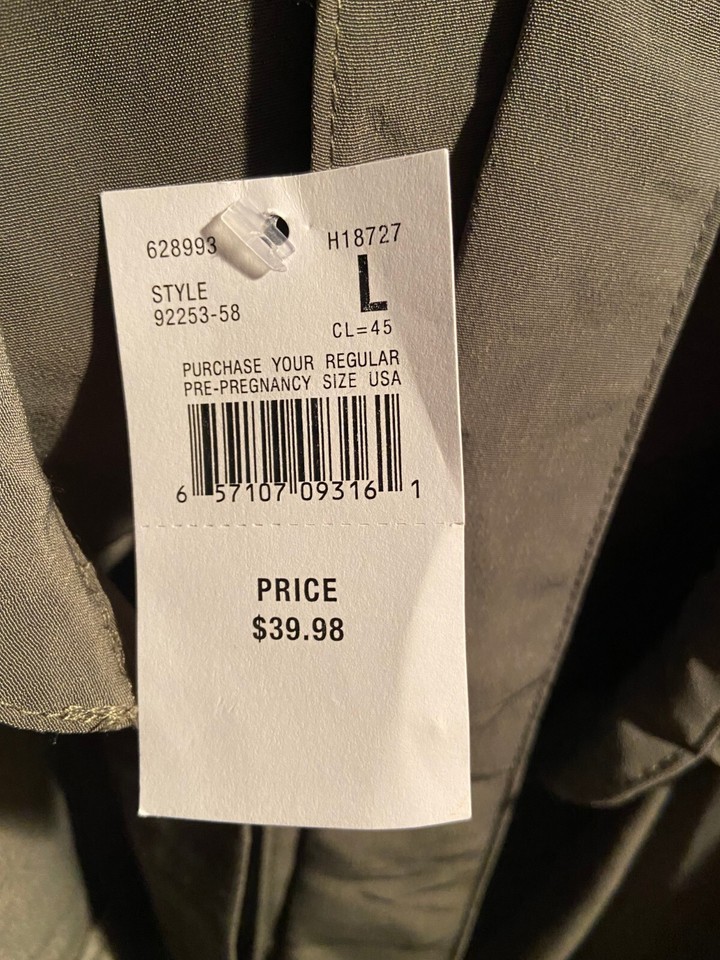 628993
H18727
STYLE
92253-58
L
CL=45
PURCHASE YOUR REGULAR
PRE-PREGNANCY SIZE USA
6 57107 09316 1
PRICE
$39.98